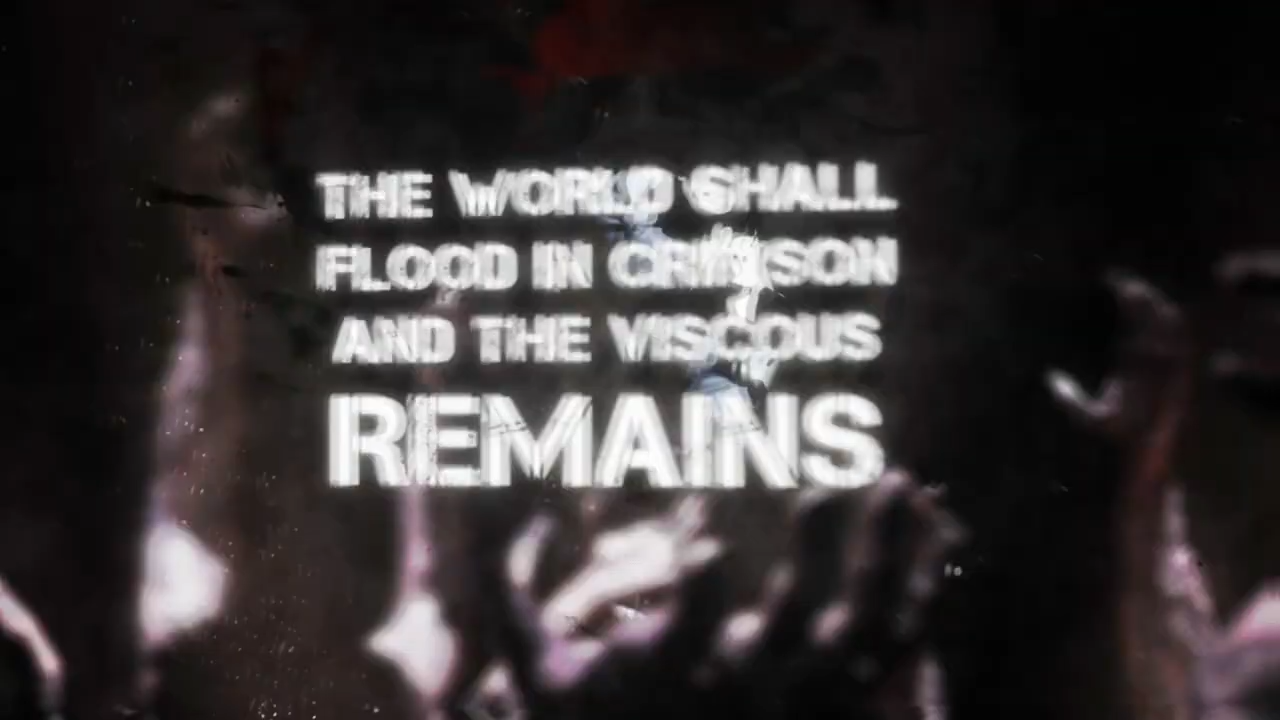 THE WORLD SHALL
FLOOD IN CRIMSON
AND THE VISCOUS
REMAINS